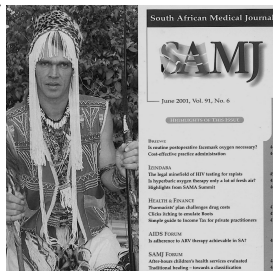 South African Medical Journal
SAMJ
June 2001, Vol. 91, No. 6
HIGHLIGHTS OF THIS ISSUE
Is routine postoperative facemask oxygen necessary?
Cost-effective practice administration
IZINDABA
The legal minefield of HIV testing for rapists
Is hyperbaric oxygen therapy only a lot of fresh air?
Highlights from SAMA Summit
HEALTH & FINANCE
Pharmacists' plan challenges drug costs
Clicks itching to emulate Boots
Simple guide to Income Tax for private practitioners
AIDS FORUM
Is adherence to ARV therapy achievable in SA?
SAMJ FORUM
After-hours children's health services evaluated
Traditional healing – towards a classification